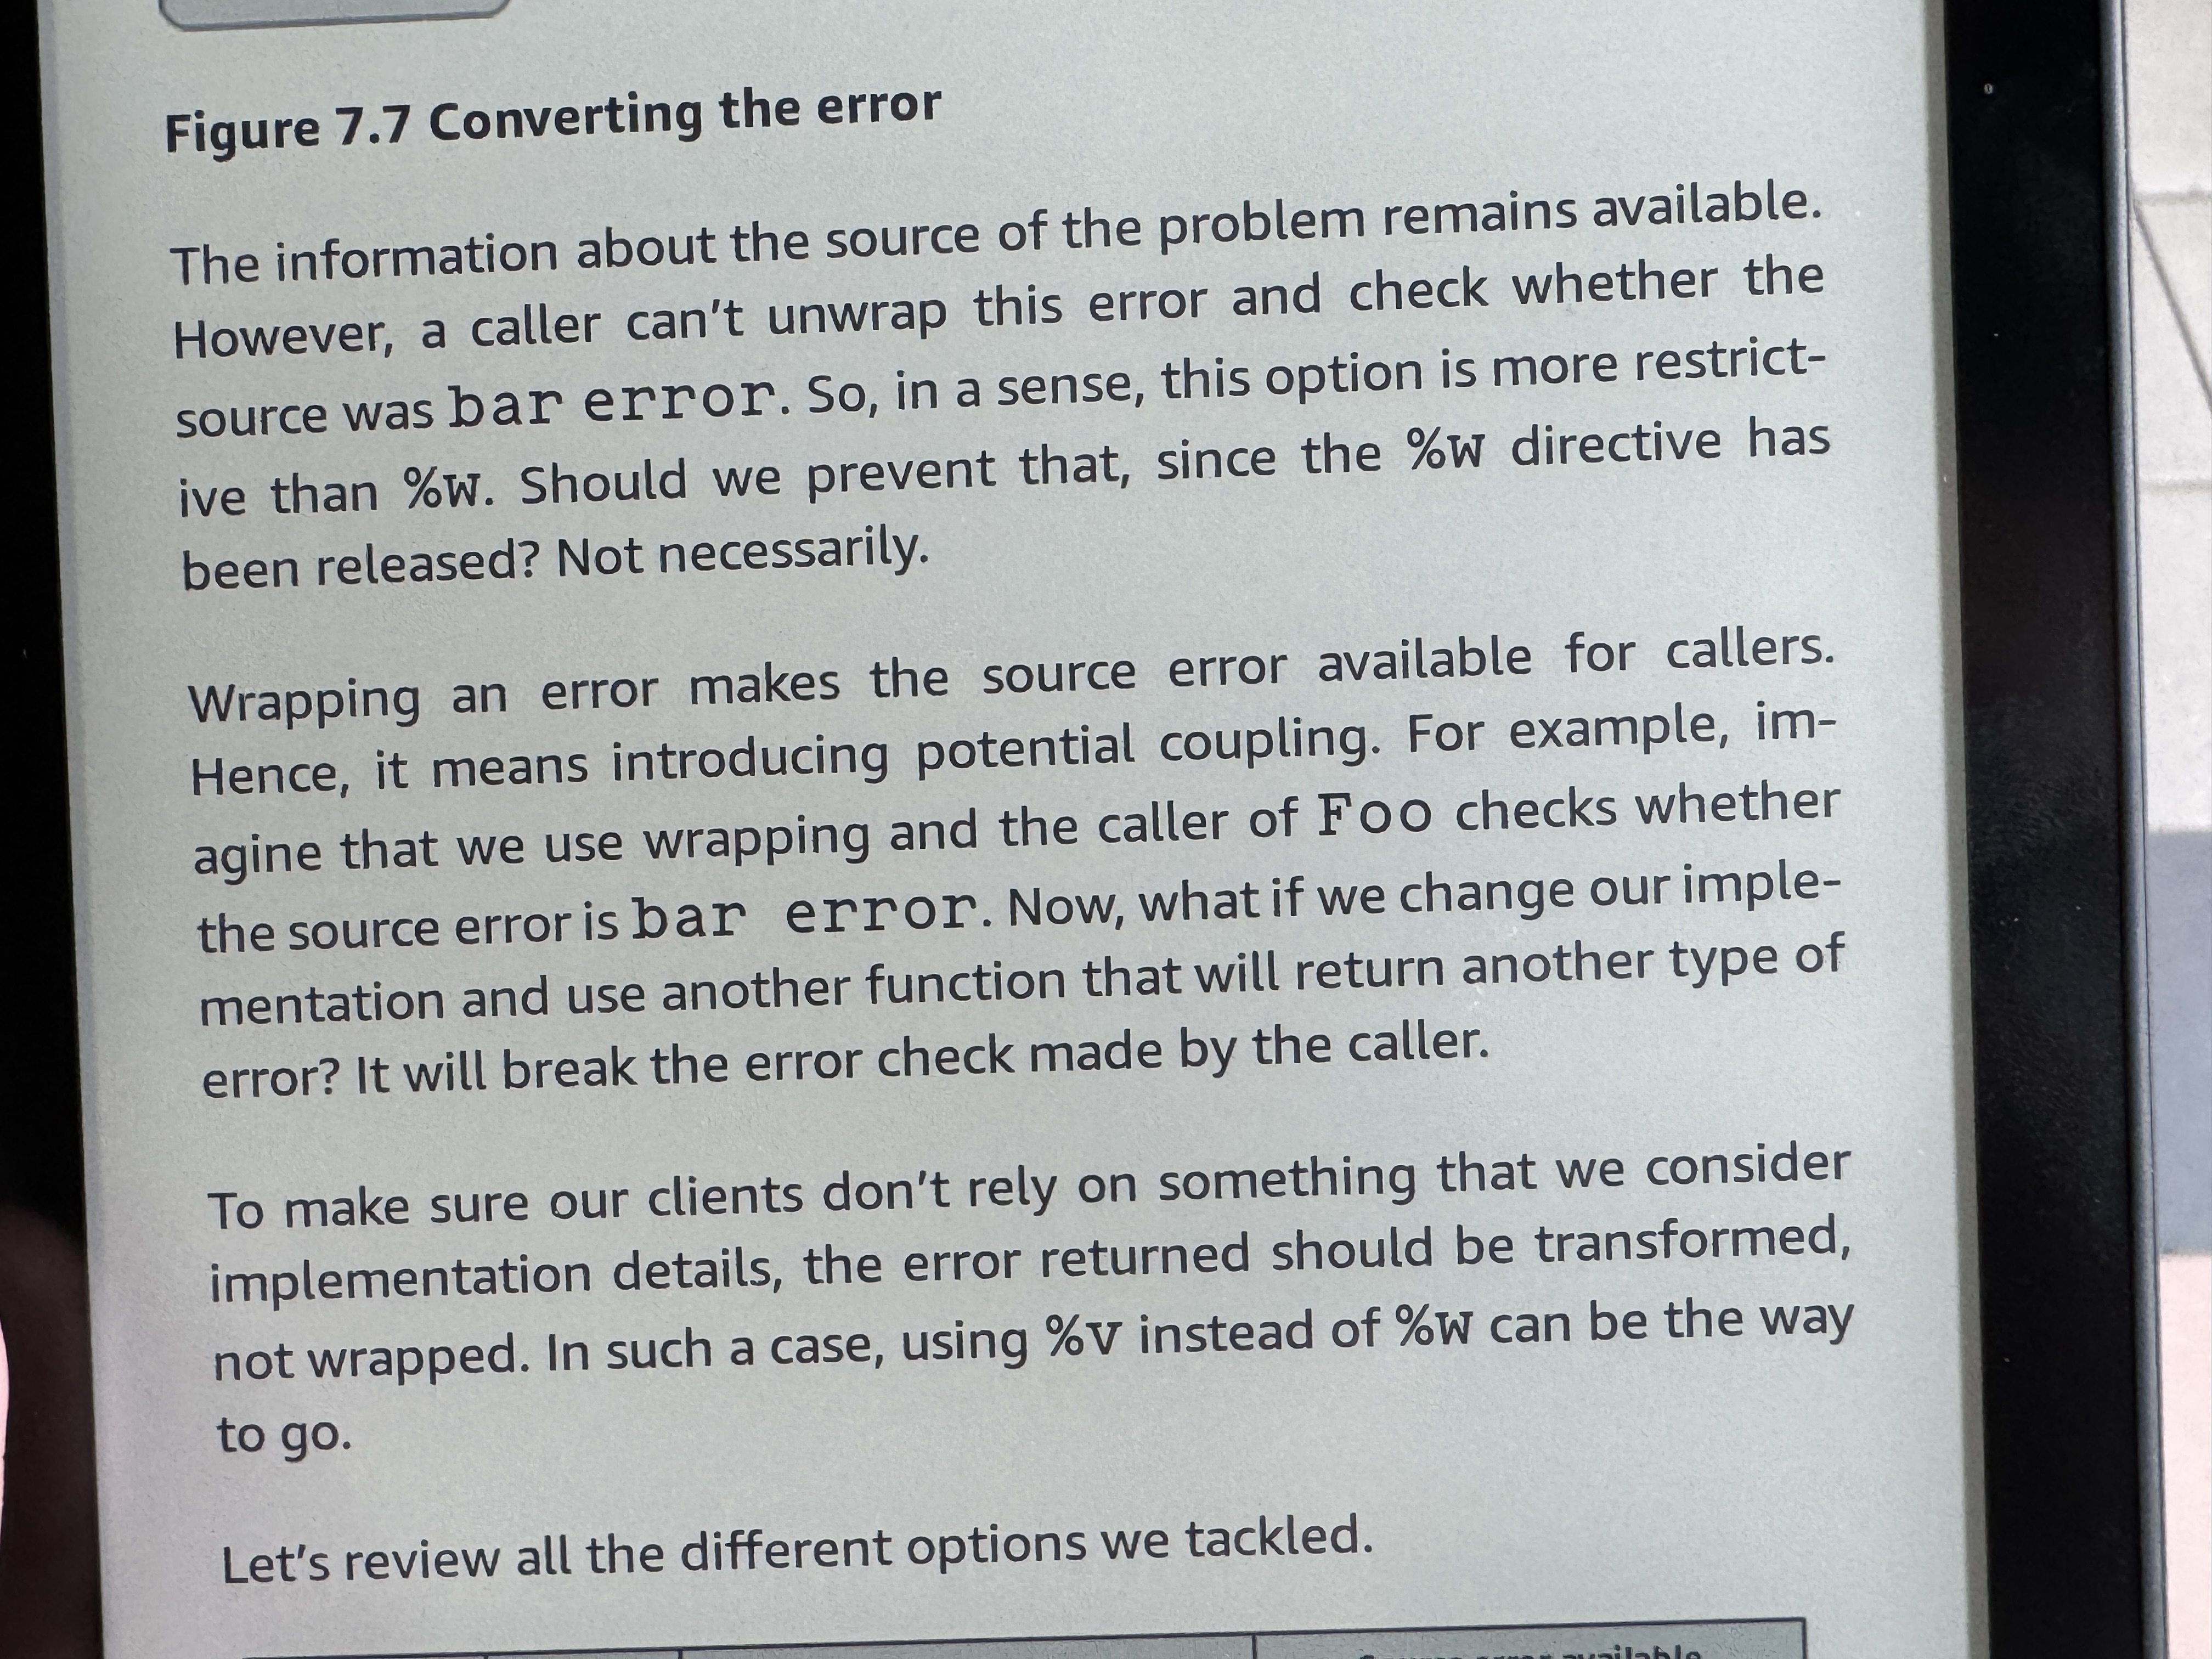 Figure 7.7 Converting the error
The information about the source of the problem remains available.
However, a caller can't unwrap this error and check whether the
source was bar error. So, in a sense, this option is more restrict-
ive than %w. Should we prevent that, since the %w directive has
been released? Not necessarily.
Wrapping an error makes the source error available for callers.
Hence, it means introducing potential coupling. For example, im-
agine that we use wrapping and the caller of Foo checks whether
the source error is bar error. Now, what if we change our imple-
mentation and use another function that will return another type of
error? It will break the error check made by the caller.
To make sure our clients don't rely on something that we consider
implementation details, the error returned should be transformed,
not wrapped. In such a case, using %v instead of %w can be the way
to go.
Let's review all the different options we tackled.